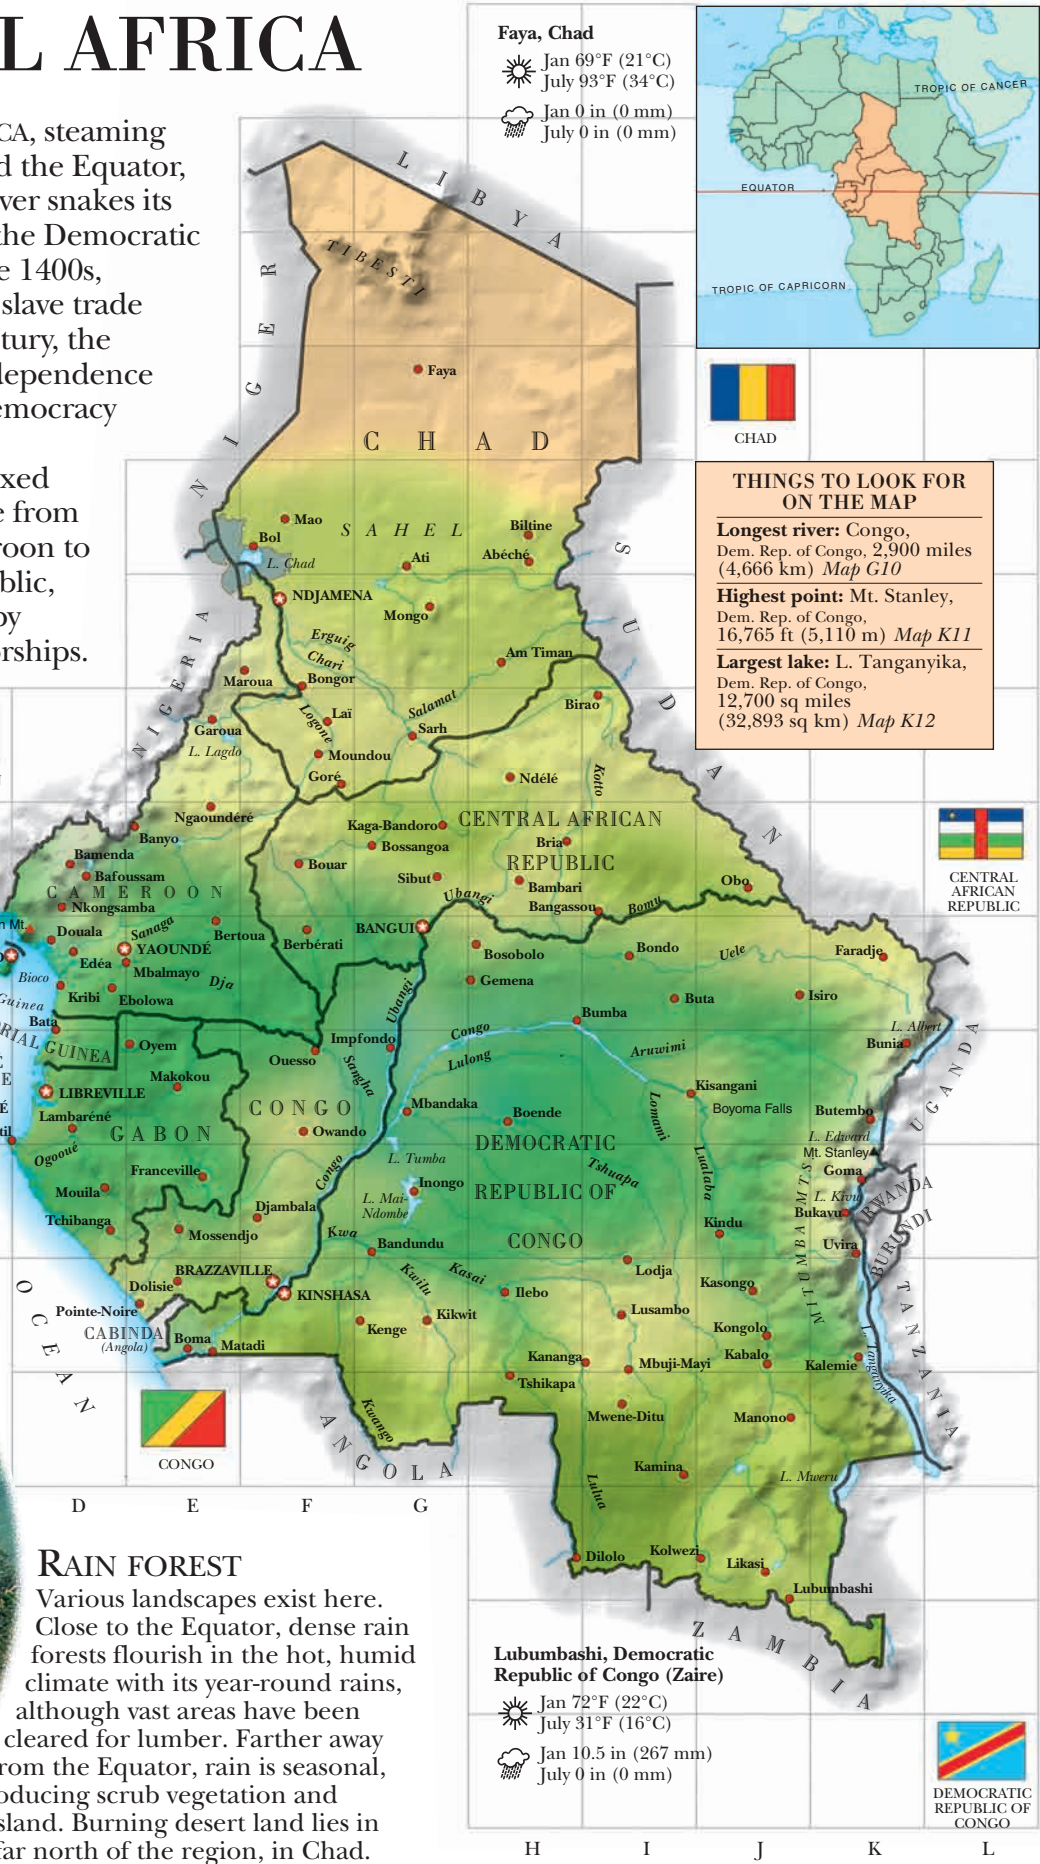 L AFRICA
CA, steaming
d the Equator,
ver snakes its
the Democratic
e 1400s,
slave trade
tury, the
dependence
emocracy
xed
e from
roon to
blic,
by
orships.
Faya, Chad
Jan 69°F (21°C)
July 93°F (34°C)
Jan 0 in (0 mm)
July 0 in (0 mm)
TROPIC OF CANCER
EQUATOR
TROPIC OF CAPRICORN
CHAD
THINGS TO LOOK FOR
ON THE MAP
Longest river: Congo,
Dem. Rep. of Congo, 2,900 miles
(4,666 km) Map G10
Highest point: Mt. Stanley,
Dem. Rep. of Congo,
16,765 ft (5,110 m) Map K11
Largest lake: L. Tanganyika,
Dem. Rep. of Congo,
12,700 sq miles
(32,893 sq km) Map K12
CENTRAL
AFRICAN
REPUBLIC
LIBYA
NIGER
TIBESTI
Faya
CHAD
Mao
SAHEL
Biltine
Bol
L. Chad
Ati
Abéché
SUDAN
NDJAMENA
Mongo
NIGERIA
Erguig
Chari
Am Timan
Maroua
Bongor
Salamat
Birao
Garoua
Laï
Logone
Sarh
L. Lagdo
Moundou
Goré
Ndélé
Kotto
Ngaoundéré
Kaga-Bandoro
CENTRAL AFRICAN
REPUBLIC
Banyo
Bossangoa
Bria
Bamenda
Bouar
Bafoussam
Sibut
Bambari
Obo
CAMEROON
Nkongsamba
Ubangi
Bangassou
Bomu
n Mt.
Douala
Sanaga
Bertoua
BANGUI
YAOUNDÉ
Berbérati
Bosobolo
Bondo
Uele
Faradje
Edéa
Mbalmayo
Bioco
Dja
Gemena
Kribi
Ebolowa
Guinea
Ubangi
Buta
Isiro
Bata
Bumba
RIAL GUINEA
Oyem
Impfondo
Congo
L. Albert
Ouesso
Lulong
Aruwimi
Bunia
UGANDA
Makokou
Sangha
LIBREVILLE
Kisangani
CONGO
Mbandaka
Boyoma Falls
Lambaréné
Boende
Lomami
Butembo
GABON
Owando
DEMOCRATIC
L. Edward
Ogooué
L. Tumba
Tshuapa
Mt. Stanley
Franceville
Congo
Lualaba
Goma
Mouila
Inongo
REPUBLIC OF
L. Kivu
RWANDA
L. Mai-
Ndombe
Djambala
Bukavu
Tchibanga
Mossendjo
Kwa
Kindu
MITUMBA MTS
BURUNDI
Bandundu
CONGO
Uvira
BRAZZAVILLE
Kwilu
Kasai
Lodja
Dolisie
KINSHASA
Ilebo
Kasongo
TANZANIA
Pointe-Noire
Lusambo
CABINDA
(Angola)
Kenge
Kikwit
Kongolo
Boma
Matadi
Kananga
Mbuji-Mayi
Kabalo
Kalemie
L. Tanganyika
OCEAN
Tshikapa
Mwene-Ditu
Manono
Kwango
ANGOLA
Kamina
L. Mweru
Lulua
Dilolo
Kolwezi
Likasi
Lubumbashi
ZAMBIA
CONGO
D E F G
RAIN FOREST
Various landscapes exist here.
Close to the Equator, dense rain
forests flourish in the hot, humid
climate with its year-round rains,
although vast areas have been
cleared for lumber. Farther away
rom the Equator, rain is seasonal,
oducing scrub vegetation and
sland. Burning desert land lies in
far north of the region, in Chad.
Lubumbashi, Democratic
Republic of Congo (Zaire)
Jan 72°F (22°C)
July 31°F (16°C)
Jan 10.5 in (267 mm)
July 0 in (0 mm)
DEMOCRATIC
REPUBLIC OF
CONGO
H I J K L